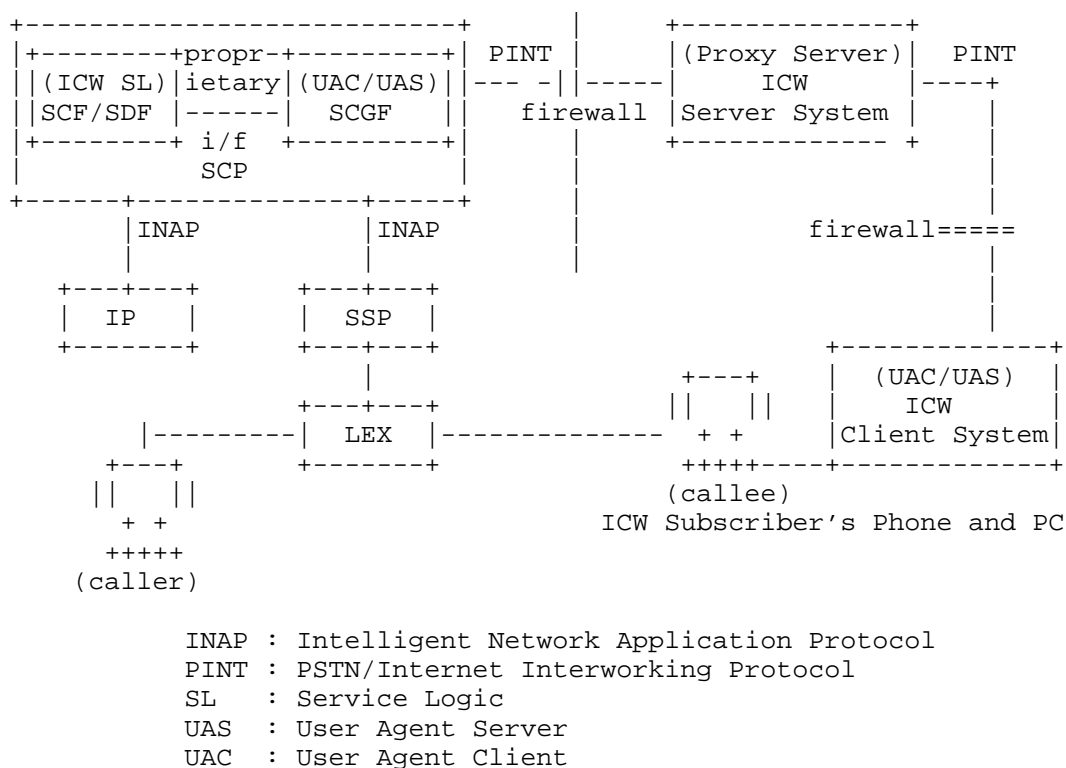 propr- PINT (Proxy Server) PINT
(ICW SL) ietary (UAC/UAS) ICW
SCF/SDF SCGF firewall Server System
i/f
SCP
INAP INAP firewall
IP SSP
(UAC/UAS)
ICW
LEX Client System
(callee)
ICW Subscriber's Phone and PC
(caller)
INAP : Intelligent Network Application Protocol
PINT : PSTN/Internet Interworking Protocol
SL : Service Logic
UAS : User Agent Server
UAC : User Agent Client